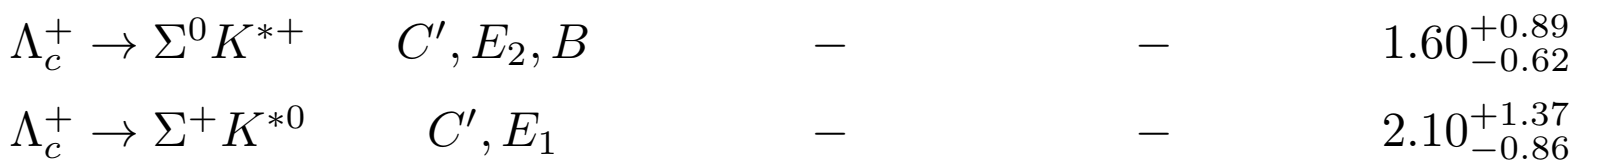 Λ_c^+ → Σ^0 K^{*+} C′, E_2, B − − 1.60^{+0.89}_{−0.62}
Λ_c^+ → Σ^+ K^{*0} C′, E_1 − − 2.10^{+1.37}_{−0.86}